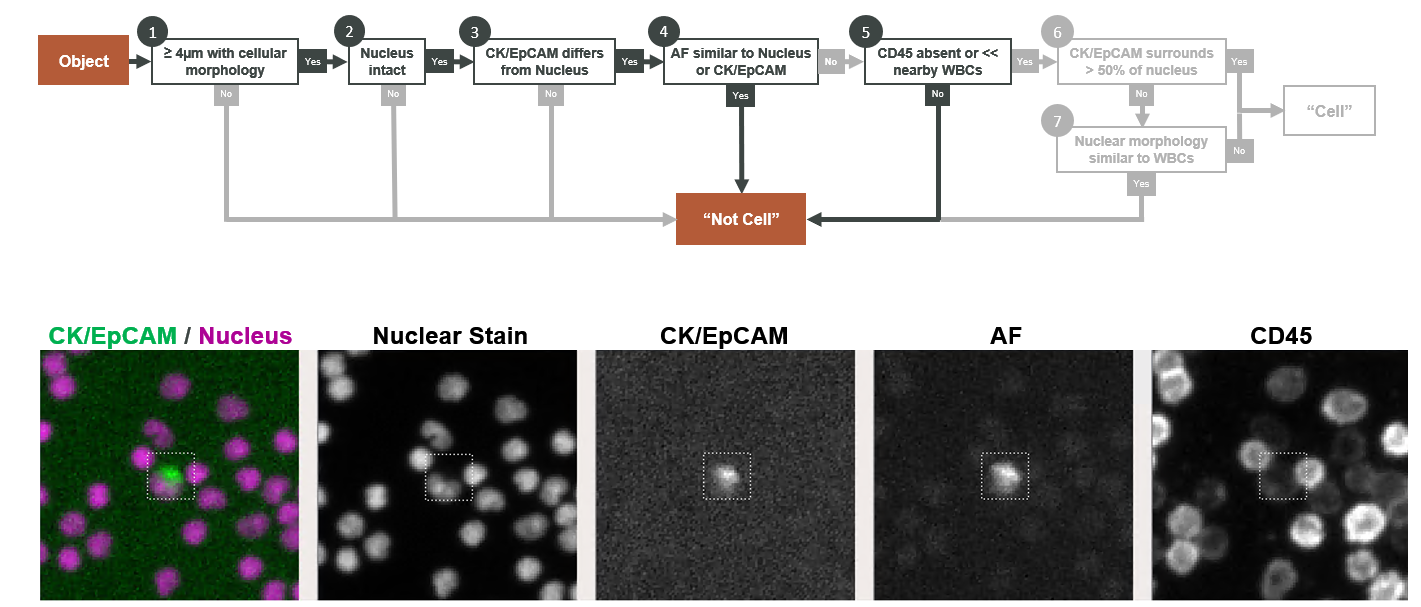 Object
1
≥ 4µm with cellular
morphology
Yes
No
2
Nucleus
intact
Yes
No
3
CK/EpCAM differs
from Nucleus
Yes
No
4
AF similar to Nucleus
or CK/EpCAM
No
Yes
5
CD45 absent or <<
nearby WBCs
Yes
No
6
CK/EpCAM surrounds
> 50% of nucleus
Yes
No
7
Nuclear morphology
similar to WBCs
No
Yes
“Cell”
“Not Cell”
CK/EpCAM / Nucleus
Nuclear Stain
CK/EpCAM
AF
CD45